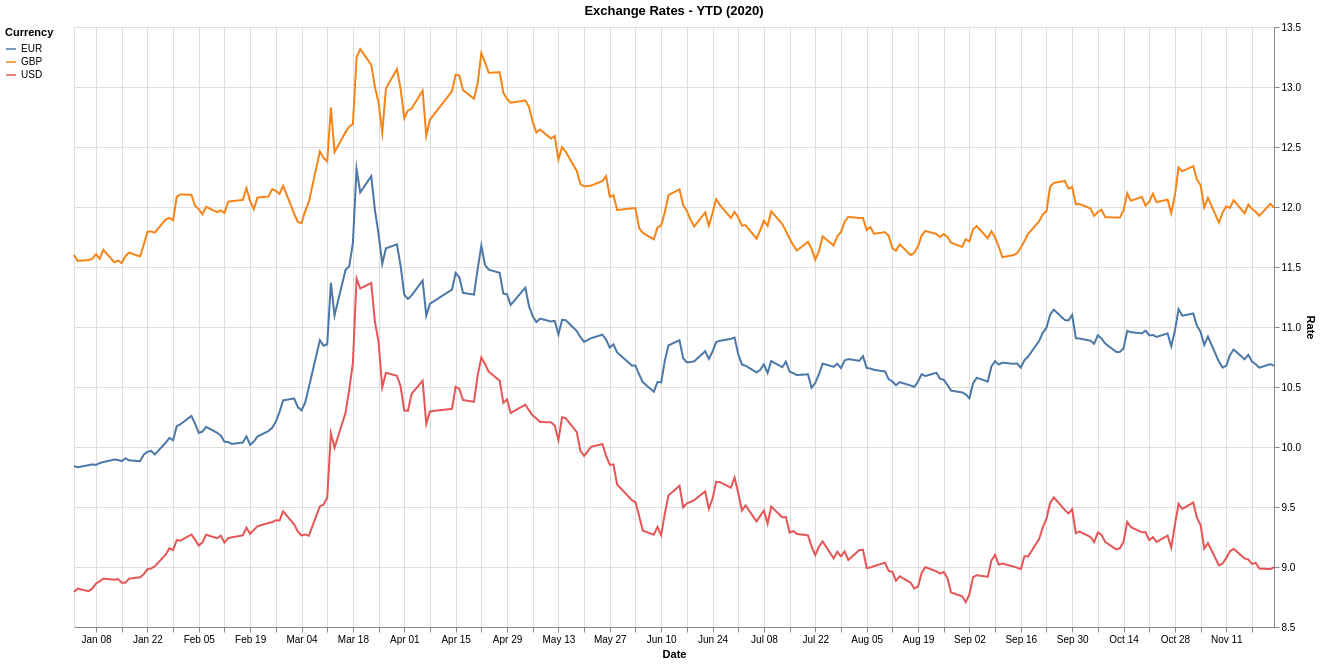 Exchange Rates - YTD (2020)
Currency
EUR
GBP
USD
13.5
13.0
12.5
12.0
11.5
11.0
10.5
10.0
9.5
9.0
8.5
Rate
Jan 08 Jan 22 Feb 05 Feb 19 Mar 04 Mar 18 Apr 01 Apr 15 Apr 29 May 13 May 27 Jun 10 Jun 24 Jul 08 Jul 22 Aug 05 Aug 19 Sep 02 Sep 16 Sep 30 Oct 14 Oct 28 Nov 11
Date